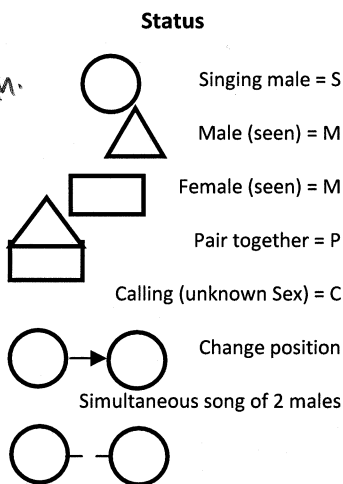 Status
M.
Singing male = S
Male (seen) = M
Female (seen) = M
Pair together = P
Calling (unknown Sex) = C
Change position
Simultaneous song of 2 males